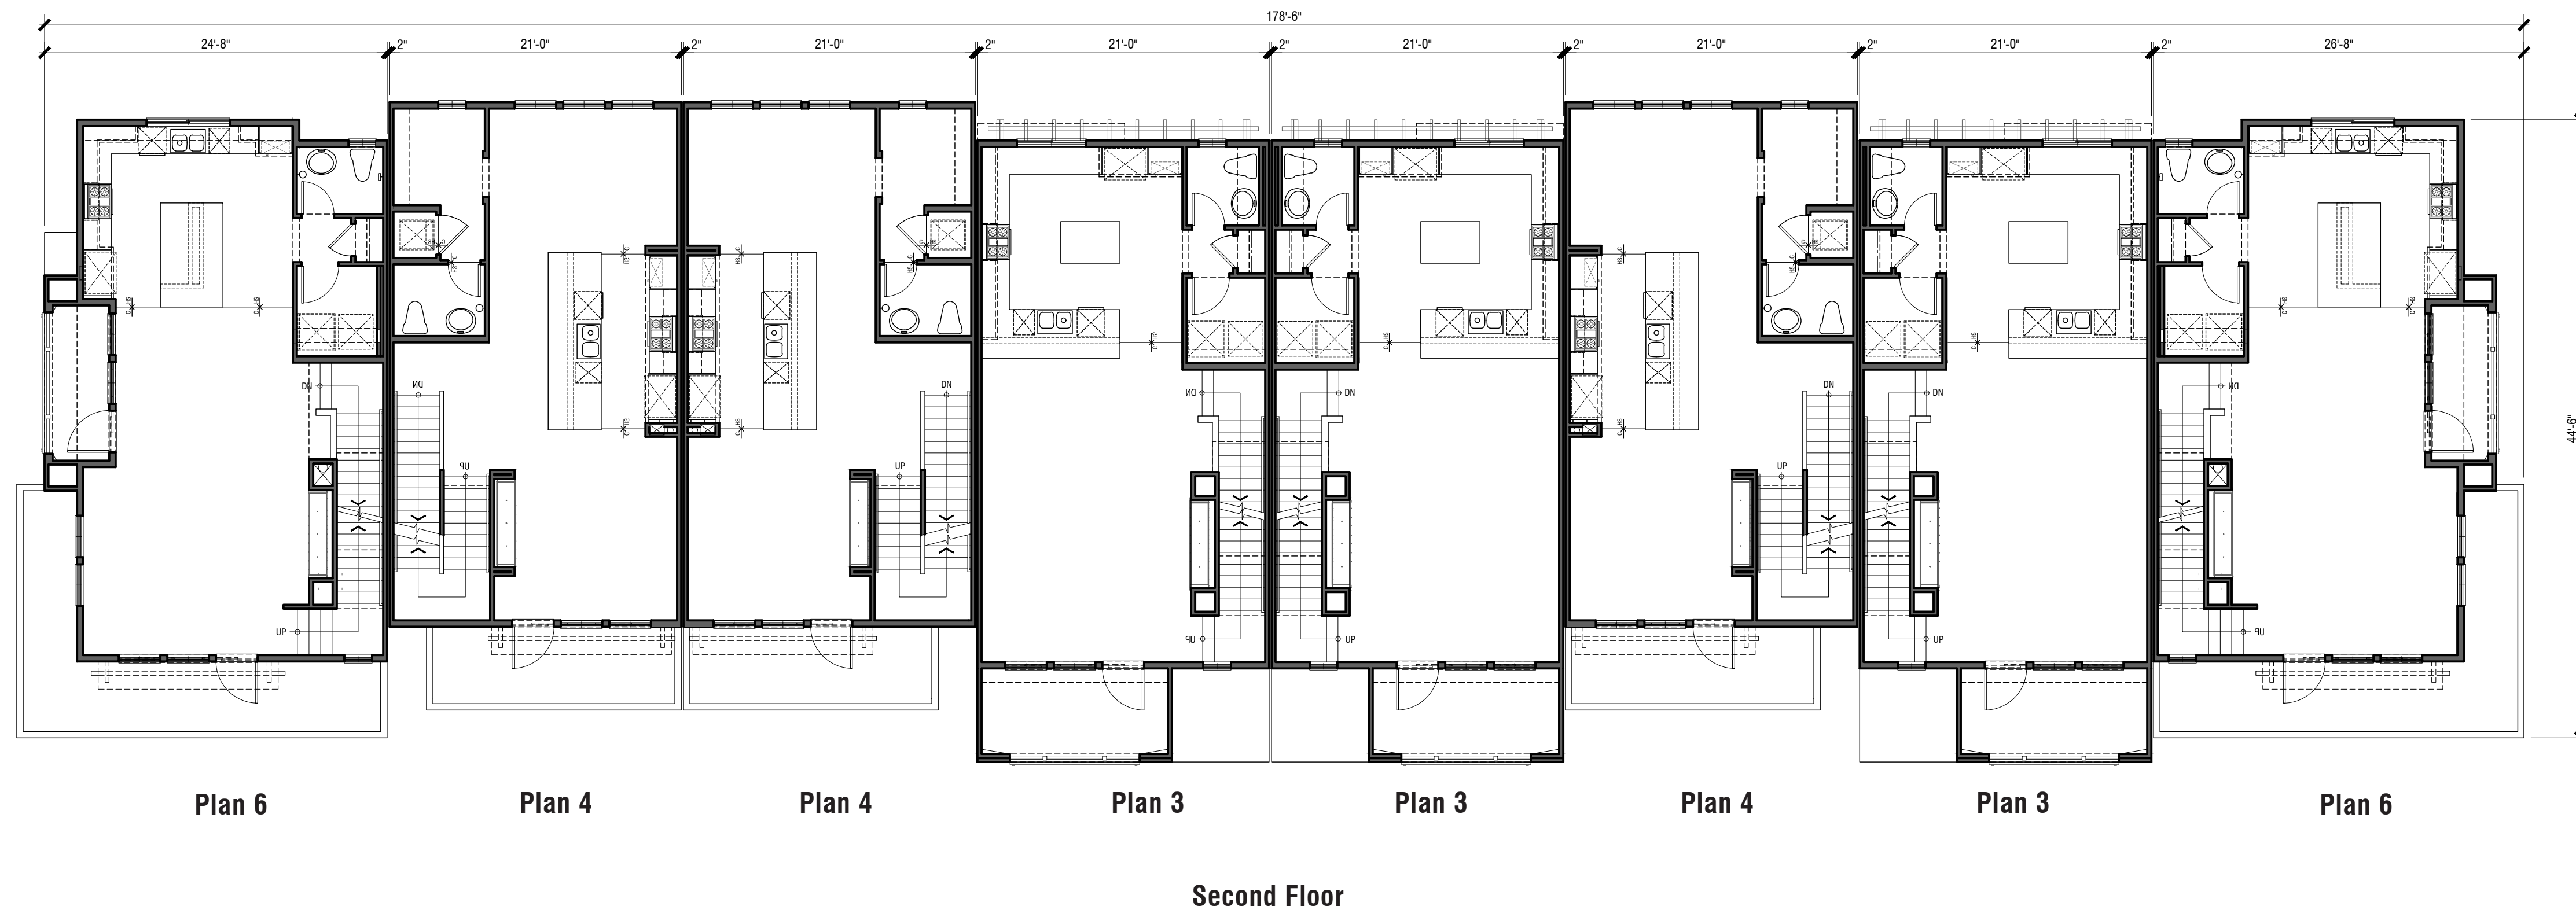 178'-6"
24'-8" 2" 21'-0" 2" 21'-0" 2" 21'-0" 2" 21'-0" 2" 21'-0" 2" 21'-0" 2" 26'-8"
44'-6"
DN DN DN DN DN DN DN DN
UP UP UP
UP UP UP UP UP
Plan 6 Plan 4 Plan 4 Plan 3 Plan 3 Plan 4 Plan 3 Plan 6
Second Floor